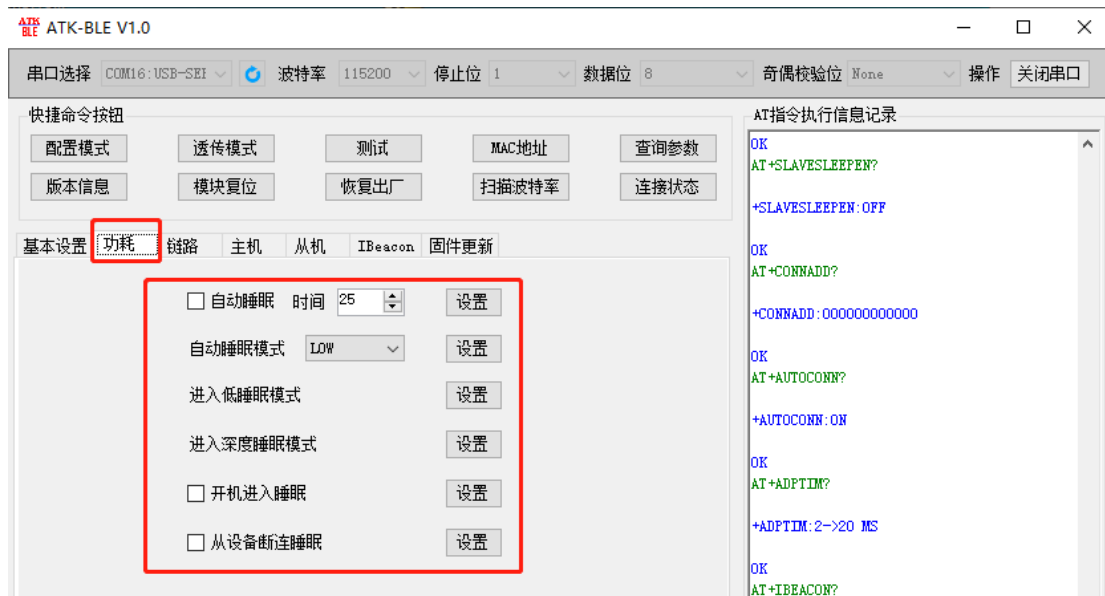 ATK BLE ATK-BLE V1.0
串口选择 COM16:USB-SEI 波特率 115200 停止位 1 数据位 8 奇偶校验位 None 操作 关闭串口
快捷命令按钮
配置模式 透传模式 测试 MAC地址 查询参数
版本信息 模块复位 恢复出厂 扫描波特率 连接状态
基本设置 功耗 链路 主机 从机 IBeacon 固件更新
自动睡眠 时间 25 设置
自动睡眠模式 LOW 设置
进入低睡眠模式 设置
进入深度睡眠模式 设置
开机进入睡眠 设置
从设备断连睡眠 设置
AT指令执行信息记录
OK
AT+SLAVESLEEPEN?
+SLAVESLEEPEN:OFF
OK
AT+CONNADD?
+CONNADD:000000000000
OK
AT+AUTOCONN?
+AUTOCONN:ON
OK
AT+ADPTIM?
+ADPTIM:2->20 MS
OK
AT+IBEACON?